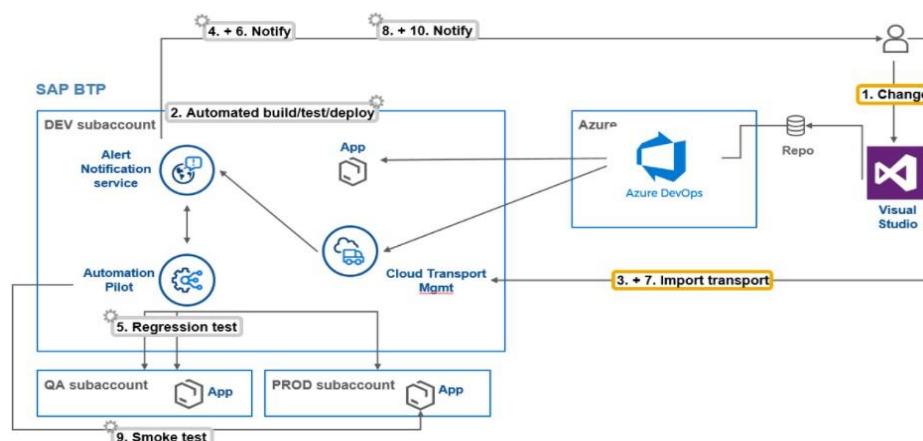 4. + 6. Notify
8. + 10. Notify
SAP BTP
2. Automated build/test/deploy
1. Change
DEV subaccount
Azure
Alert
Notification
service
App
Repo
Azure DevOps
Visual
Studio
Automation
Pilot
Cloud Transport
Mgmt
3. + 7. Import transport
5. Regression test
QA subaccount
App
PROD subaccount
App
9. Smoke test